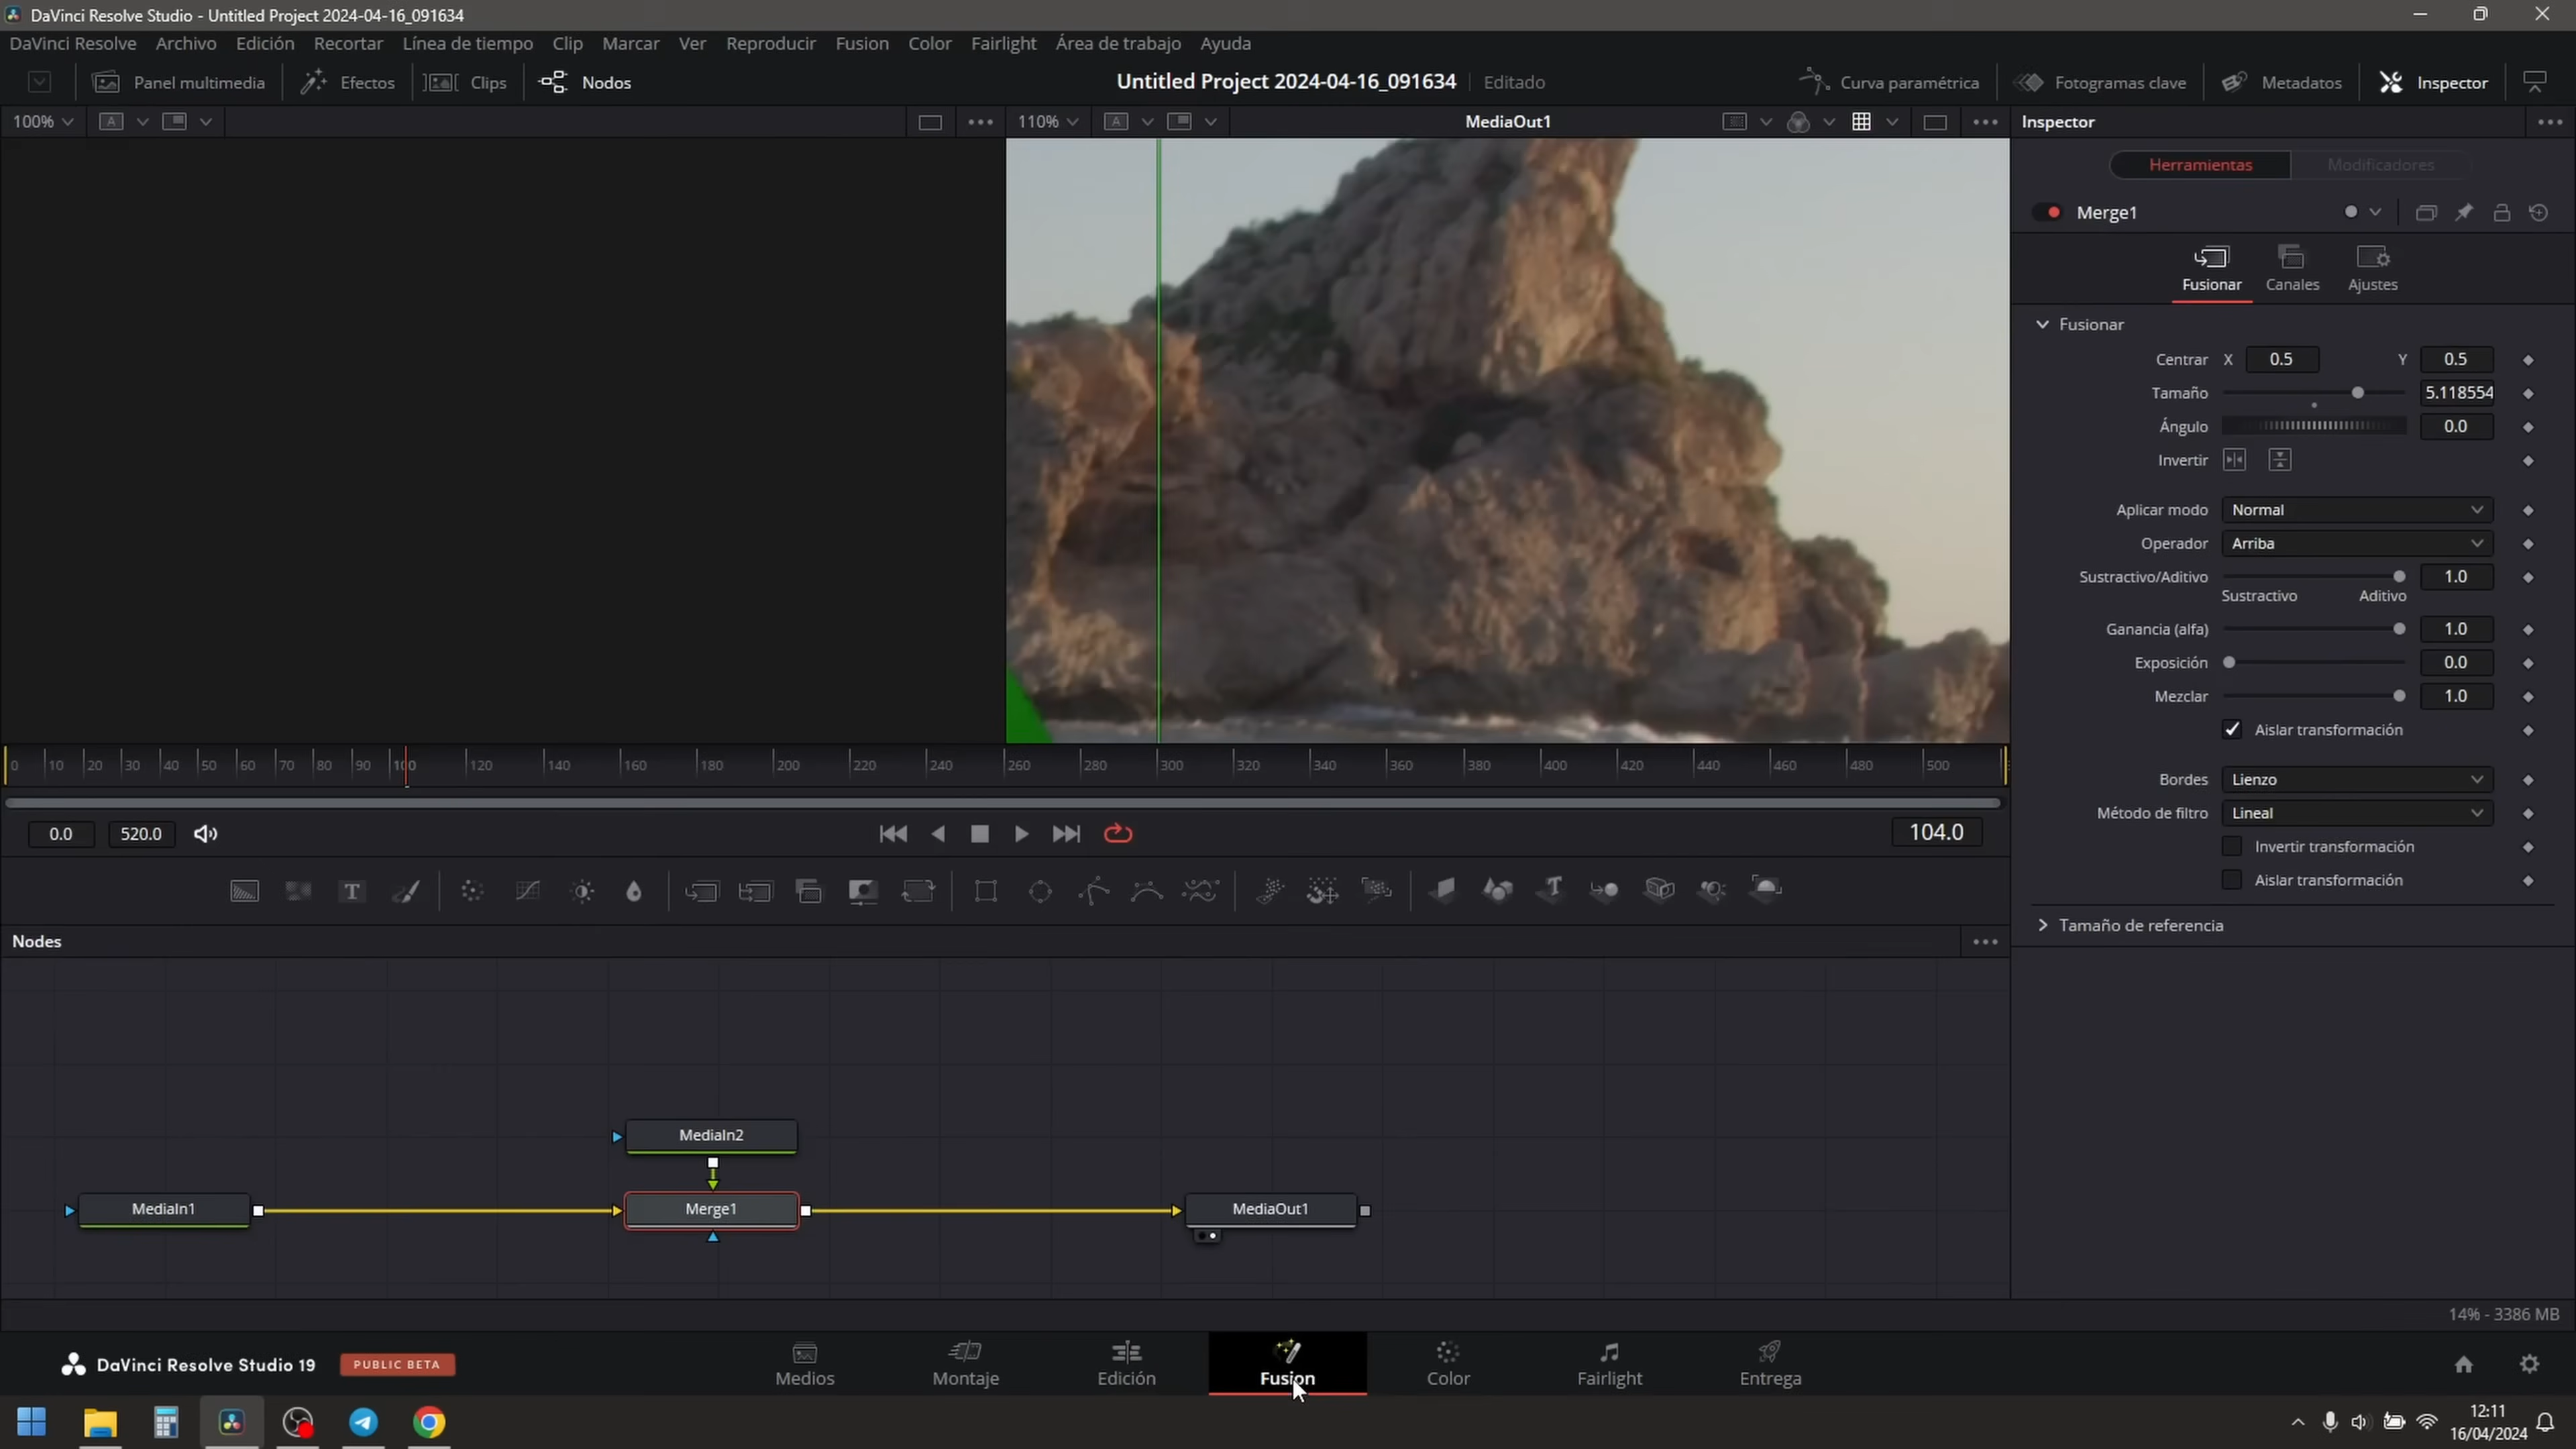 DaVinci Resolve Studio - Untitled Project 2024-04-16_091634
DaVinci Resolve Archivo Edición Recortar Línea de tiempo Clip Marcar Ver Reproducir Fusion Color Fairlight Área de trabajo Ayuda
Panel multimedia Efectos Clips Nodos Untitled Project 2024-04-16_091634 Editado Curva paramétrica Fotogramas clave Metadatos Inspector
100% A 110% A MediaOut1 Inspector
Herramientas Modificadores
Merge1
Fusionar Canales Ajustes
Fusionar
Centrar X 0.5 Y 0.5
Tamaño 5.118554
Ángulo 0.0
Invertir
Aplicar modo Normal
Operador Arriba
Sustractivo/Aditivo 1.0
Sustractivo Aditivo
Ganancia (alfa) 1.0
Exposición 0.0
Mezclar 1.0
Aislar transformación
Bordes Lienzo
Método de filtro Lineal
Invertir transformación
Aislar transformación
Tamaño de referencia
0 10 20 30 40 50 60 70 80 90 100 120 140 160 180 200 220 240 260 280 300 320 340 360 380 400 420 440 460 480 500
0.0 520.0 104.0
T T
Nodes
MediaIn2
MediaIn1 Merge1 MediaOut1
14% - 3386 MB
DaVinci Resolve Studio 19 PUBLIC BETA Medios Montaje Edición Fusion Color Fairlight Entrega
12:11
16/04/2024